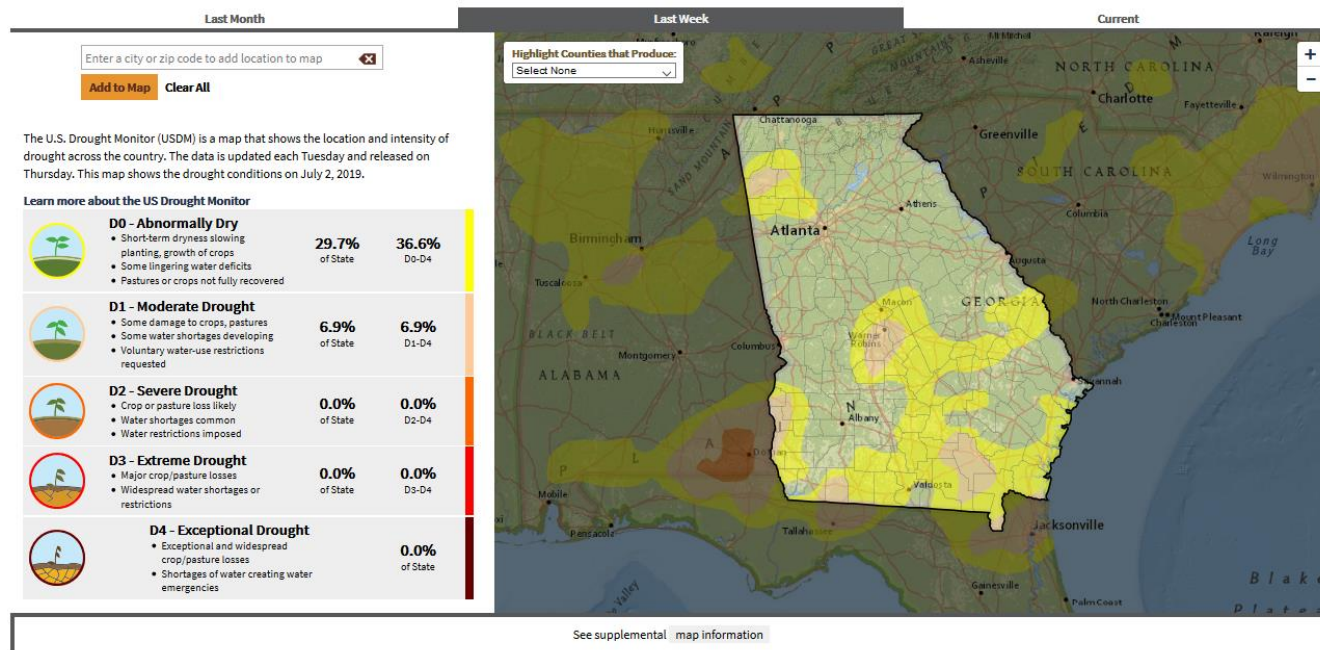 Last Month
Last Week
Current
Enter a city or zip code to add location to map
Add to Map Clear All
The U.S. Drought Monitor (USDM) is a map that shows the location and intensity of
drought across the country. The data is updated each Tuesday and released on
Thursday. This map shows the drought conditions on July 2, 2019.
Learn more about the US Drought Monitor
D0 - Abnormally Dry
• Short-term dryness slowing
planting, growth of crops
• Some lingering water deficits
• Pastures or crops not fully recovered
29.7% 36.6%
of State D0-D4
D1 - Moderate Drought
• Some damage to crops, pastures
• Some water shortages developing
• Voluntary water-use restrictions
requested
6.9% 6.9%
of State D1-D4
D2 - Severe Drought
• Crop or pasture loss likely
• Water shortages common
• Water restrictions imposed
0.0% 0.0%
of State D2-D4
D3 - Extreme Drought
• Major crop/pasture losses
• Widespread water shortages or
restrictions
0.0% 0.0%
of State D3-D4
D4 - Exceptional Drought
• Exceptional and widespread
crop/pasture losses
• Shortages of water creating water
emergencies
0.0%
of State
Highlight Counties that Produce:
Select None
+
−
Mt Mitchell
Raleigh
GREAT
MOUNTAINS
Asheville
NORTH CAROLINA
Charlotte
Fayetteville
Chattanooga
Huntsville
SAND MOUNTAIN
Greenville
SOUTH CAROLINA
Wilmington
Athens
Columbia
Atlanta
Birmingham
Long
Bay
Tuscaloosa
Augusta
Macon
GEORGIA
North Charleston
Mount Pleasant
Charleston
BLACK BELT
Warner
Robins
Columbus
Montgomery
ALABAMA
Savannah
Albany
Dothan
Valdosta
Mobile
Pensacola
Tallahassee
Jacksonville
Gainesville
Palm Coast
Blake
Plate
Valley
See supplemental map information